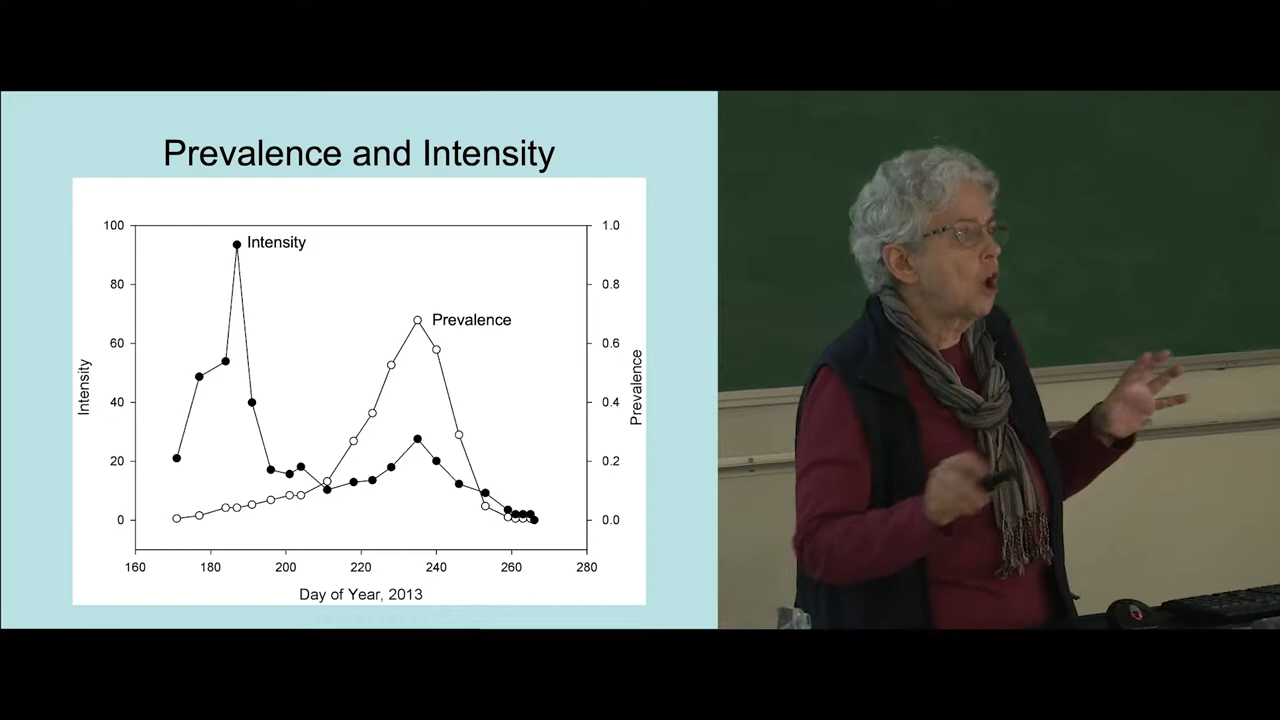 Prevalence and Intensity
100
80
60
40
20
0
Intensity
1.0
0.8
0.6
0.4
0.2
0.0
Prevalence
Intensity
Prevalence
160 180 200 220 240 260 280
Day of Year, 2013